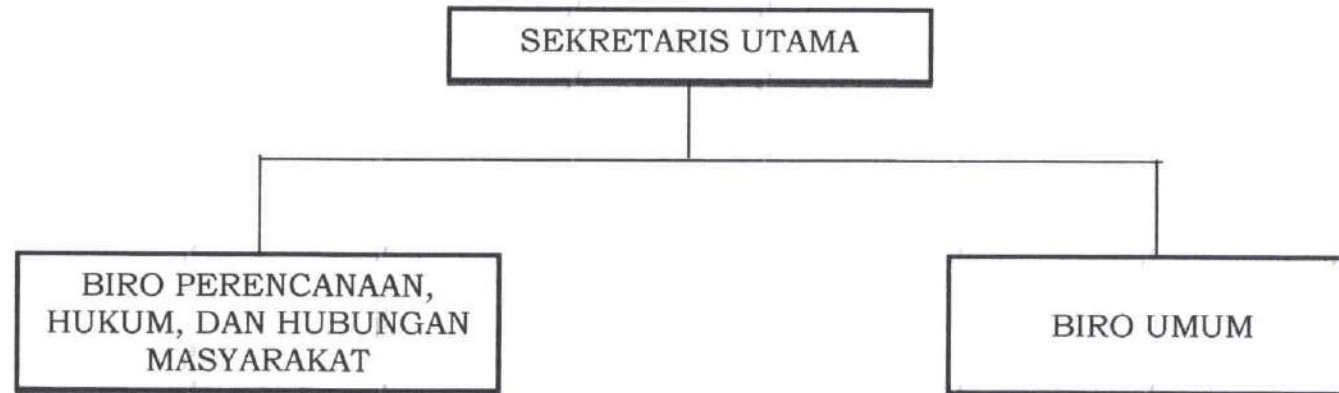 SEKRETARIS UTAMA
BIRO PERENCANAAN,
HUKUM, DAN HUBUNGAN
MASYARAKAT
BIRO UMUM